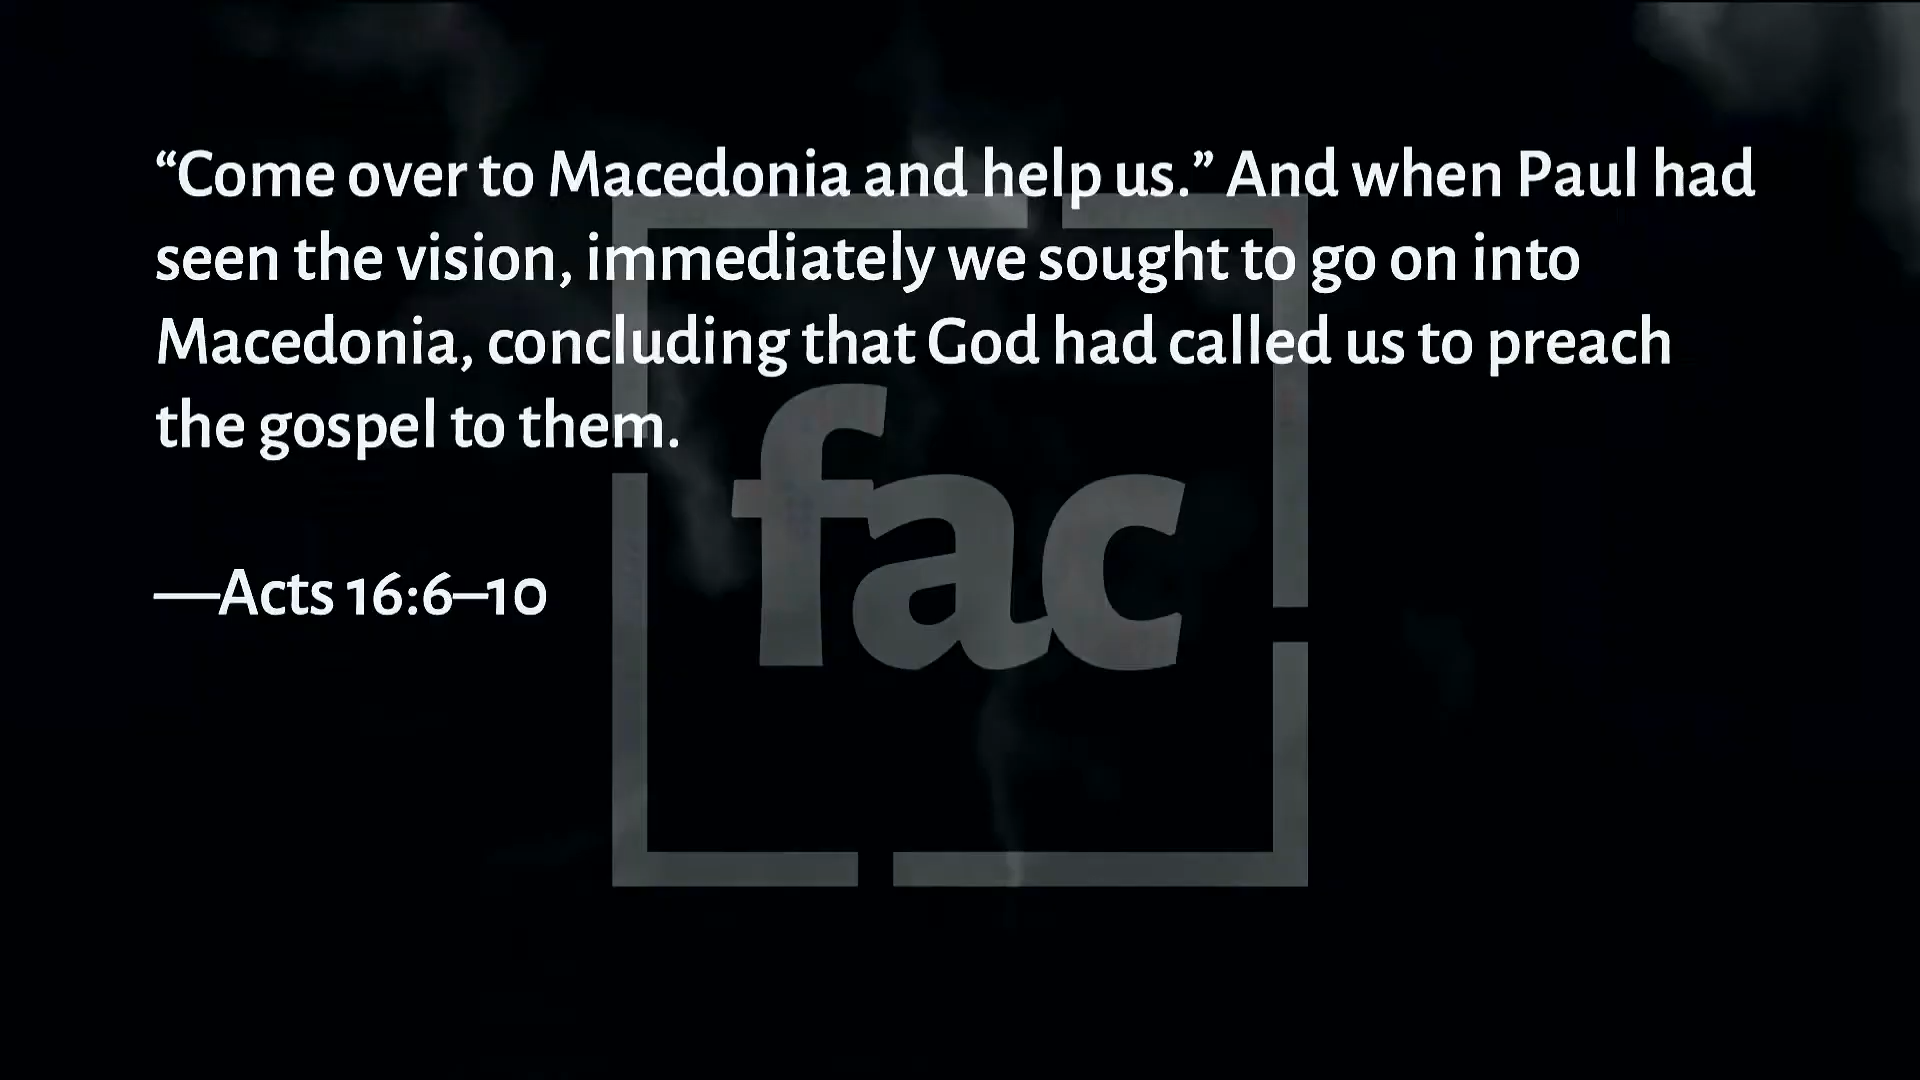 “Come over to Macedonia and help us.” And when Paul had
seen the vision, immediately we sought to go on into
Macedonia, concluding that God had called us to preach
the gospel to them.
—Acts 16:6–10
fac